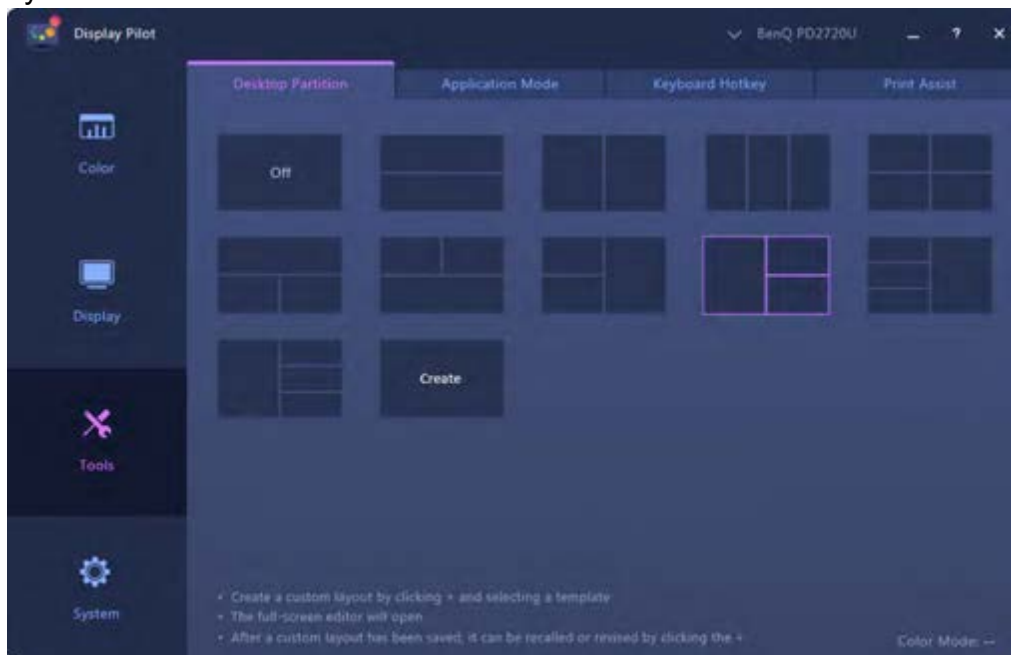 Display Pilot
BenQ PD2720U
?
Desktop Partition
Application Mode
Keyboard Hotkey
Print Assist
Color
Display
Tools
System
Off
Create
• Create a custom layout by clicking + and selecting a template
• The full-screen editor will open
• After a custom layout has been saved, it can be recalled or revised by clicking the +
Color Mode: --